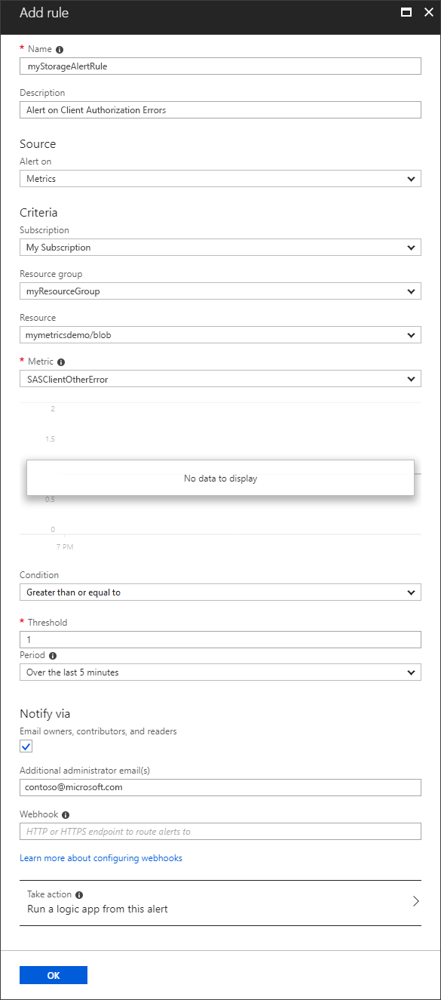 Add rule
* Name
myStorageAlertRule
Description
Alert on Client Authorization Errors
Source
Alert on
Metrics
Criteria
Subscription
My Subscription
Resource group
myResourceGroup
Resource
mymetricsdemo/blob
* Metric
SASClientOtherError
2
1.5
No data to display
0.5
0
7 PM
Condition
Greater than or equal to
* Threshold
1
Period
Over the last 5 minutes
Notify via
Email owners, contributors, and readers
Additional administrator email(s)
contoso@microsoft.com
Webhook
HTTP or HTTPS endpoint to route alerts to
Learn more about configuring webhooks
Take action
Run a logic app from this alert
OK